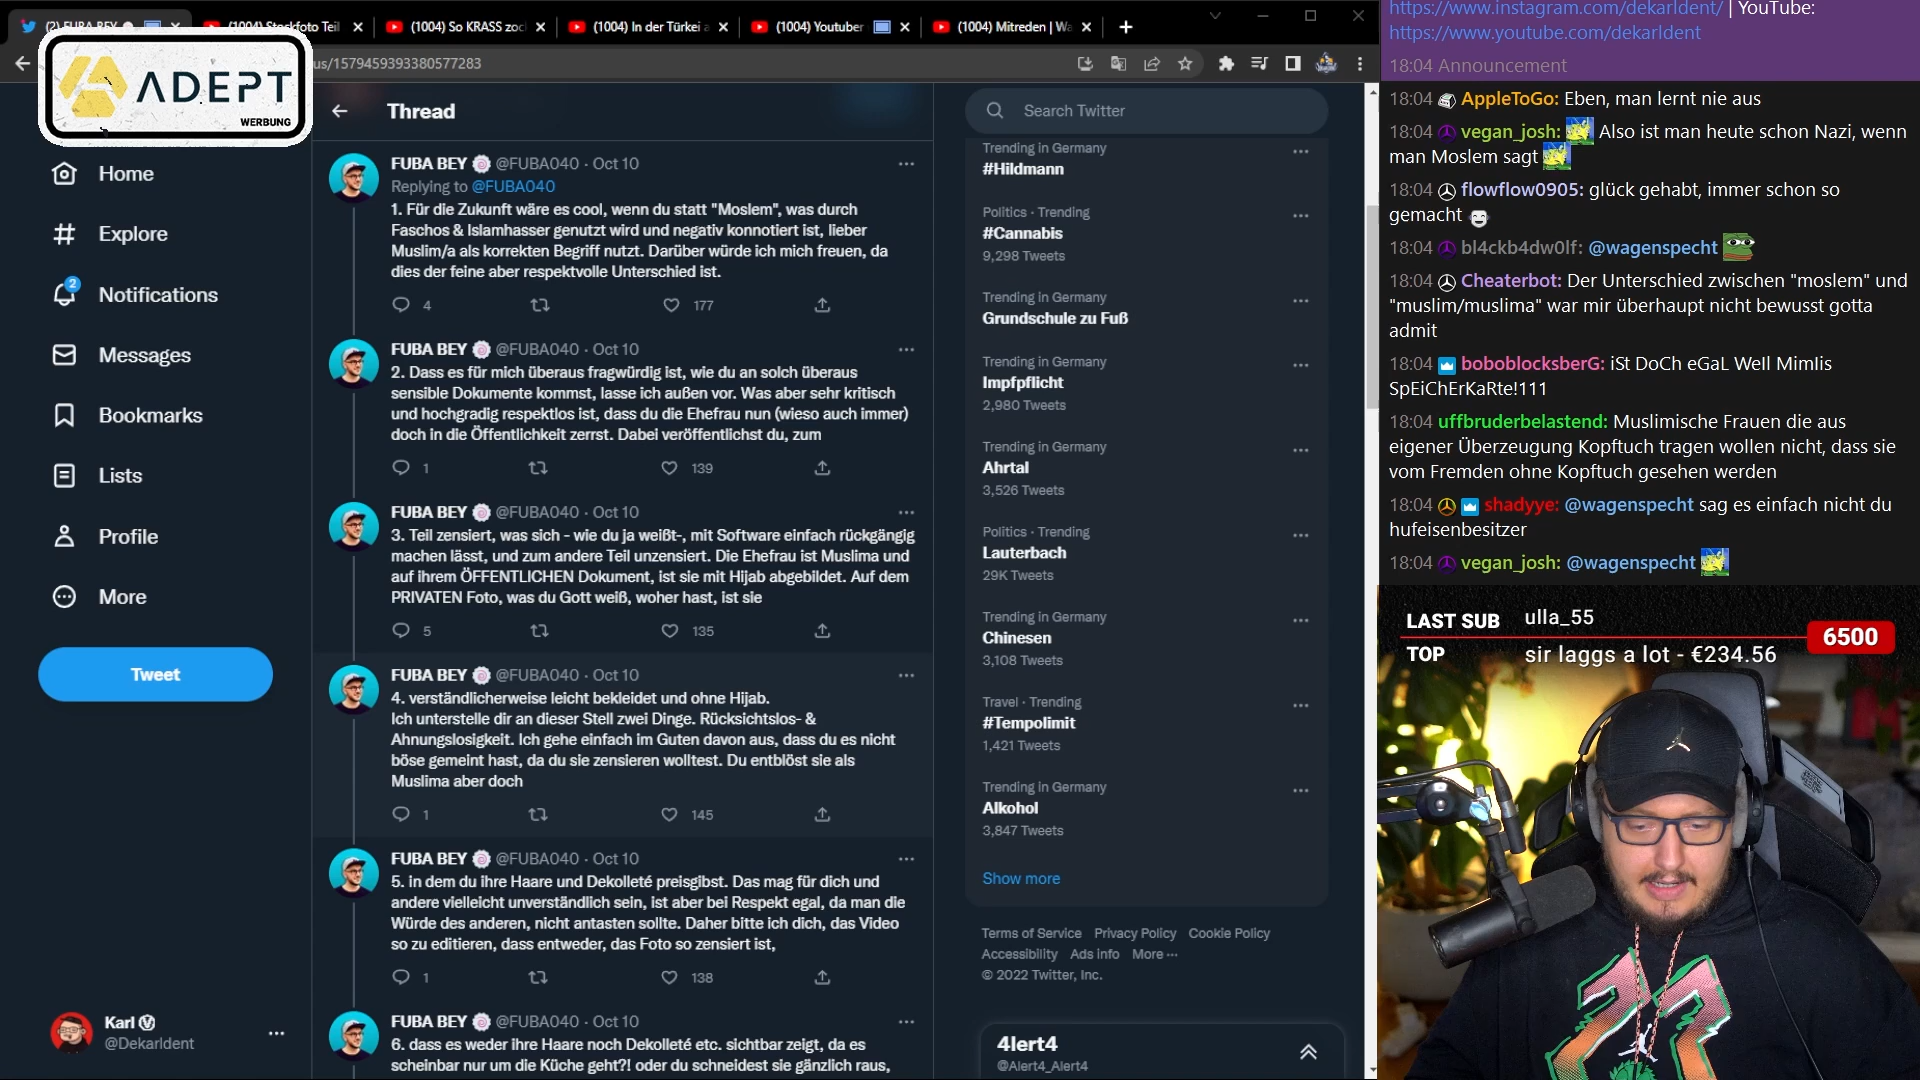 (2) FUBA BEY
(1004) Stockfoto Teil
(1004) So KRASS zoc
(1004) In der Türkei a
(1004) Youtuber
(1004) Mitreden | Wa
us/1579459393380577283
ADEPT
WERBUNG
Home
Explore
2
Notifications
Messages
Bookmarks
Lists
Profile
More
Tweet
Karl
@Dekarldent
Thread
FUBA BEY @FUBA040 · Oct 10
Replying to @FUBA040
1. Für die Zukunft wäre es cool, wenn du statt "Moslem", was durch
Faschos & Islamhasser genutzt wird und negativ konnotiert ist, lieber
Muslim/a als korrekten Begriff nutzt. Darüber würde ich mich freuen, da
dies der feine aber respektvolle Unterschied ist.
4 177
FUBA BEY @FUBA040 · Oct 10
2. Dass es für mich überaus fragwürdig ist, wie du an solch überaus
sensible Dokumente kommst, lasse ich außen vor. Was aber sehr kritisch
und hochgradig respektlos ist, dass du die Ehefrau nun (wieso auch immer)
doch in die Öffentlichkeit zerrst. Dabei veröffentlichst du, zum
1 139
FUBA BEY @FUBA040 · Oct 10
3. Teil zensiert, was sich - wie du ja weißt-, mit Software einfach rückgängig
machen lässt, und zum andere Teil unzensiert. Die Ehefrau ist Muslima und
auf ihrem ÖFFENTLICHEN Dokument, ist sie mit Hijab abgebildet. Auf dem
PRIVATEN Foto, was du Gott weiß, woher hast, ist sie
5 135
FUBA BEY @FUBA040 · Oct 10
4. verständlicherweise leicht bekleidet und ohne Hijab.
Ich unterstelle dir an dieser Stell zwei Dinge. Rücksichtslos- &
Ahnungslosigkeit. Ich gehe einfach im Guten davon aus, dass du es nicht
böse gemeint hast, da du sie zensieren wolltest. Du entblöst sie als
Muslima aber doch
1 145
FUBA BEY @FUBA040 · Oct 10
5. in dem du ihre Haare und Dekolleté preisgibst. Das mag für dich und
andere vielleicht unverständlich sein, ist aber bei Respekt egal, da man die
Würde des anderen, nicht antasten sollte. Daher bitte ich dich, das Video
so zu editieren, dass entweder, das Foto so zensiert ist,
1 138
FUBA BEY @FUBA040 · Oct 10
6. dass es weder ihre Haare noch Dekolleté etc. sichtbar zeigt, da es
scheinbar nur um die Küche geht?! oder du schneidest sie gänzlich raus,
Search Twitter
Trending in Germany
#Hildmann
Politics · Trending
#Cannabis
9,298 Tweets
Trending in Germany
Grundschule zu Fuß
Trending in Germany
Impfpflicht
2,980 Tweets
Trending in Germany
Ahrtal
3,526 Tweets
Politics · Trending
Lauterbach
29K Tweets
Trending in Germany
Chinesen
3,108 Tweets
Travel · Trending
#Tempolimit
1,421 Tweets
Trending in Germany
Alkohol
3,847 Tweets
Show more
Terms of Service Privacy Policy Cookie Policy
Accessibility Ads info More ···
© 2022 Twitter, Inc.
4lert4
@Alert4_Alert4
https://www.instagram.com/dekarldent/ | YouTube:
https://www.youtube.com/dekarldent
18:04 Announcement
18:04 AppleToGo: Eben, man lernt nie aus
18:04 vegan_josh: Also ist man heute schon Nazi, wenn
man Moslem sagt
18:04 flowflow0905: glück gehabt, immer schon so
gemacht
18:04 bl4ckb4dw0lf: @wagenspecht
18:04 Cheaterbot: Der Unterschied zwischen "moslem" und
"muslim/muslima" war mir überhaupt nicht bewusst gotta
admit
18:04 boboblocksberG: iSt DoCh eGaL WeIl MimIis
SpEiChErKaRte!111
18:04 uffbruderbelastend: Muslimische Frauen die aus
eigener Überzeugung Kopftuch tragen wollen nicht, dass sie
vom Fremden ohne Kopftuch gesehen werden
18:04 shadyye: @wagenspecht sag es einfach nicht du
hufeisenbesitzer
18:04 vegan_josh: @wagenspecht
LAST SUB ulla_55
6500
TOP sir laggs a lot - €234.56